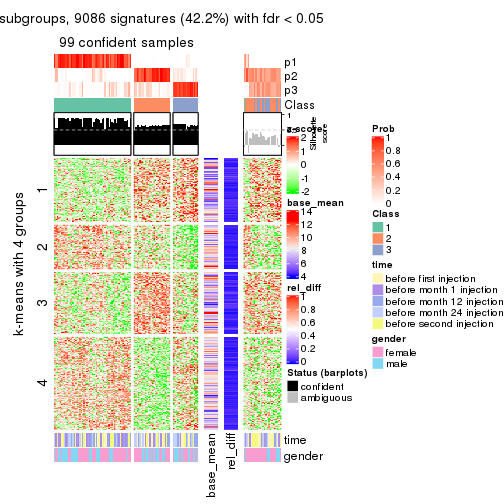 subgroups, 9086 signatures (42.2%) with fdr < 0.05
99 confident samples
p1
p2
p3
Class
1
Silhouette
score
z-score
2
1
0
-1
-2
base_mean
14
12
10
8
6
4
rel_diff
1
0.8
0.6
0.4
0.2
0
Status (barplots)
confident
ambiguous
Prob
1
0.8
0.6
0.4
0.2
0
Class
1
2
3
time
before first injection
before month 1 injection
before month 12 injection
before month 24 injection
before second injection
gender
female
male
k-means with 4 groups
1
2
3
4
time
gender
base_mean
rel_diff